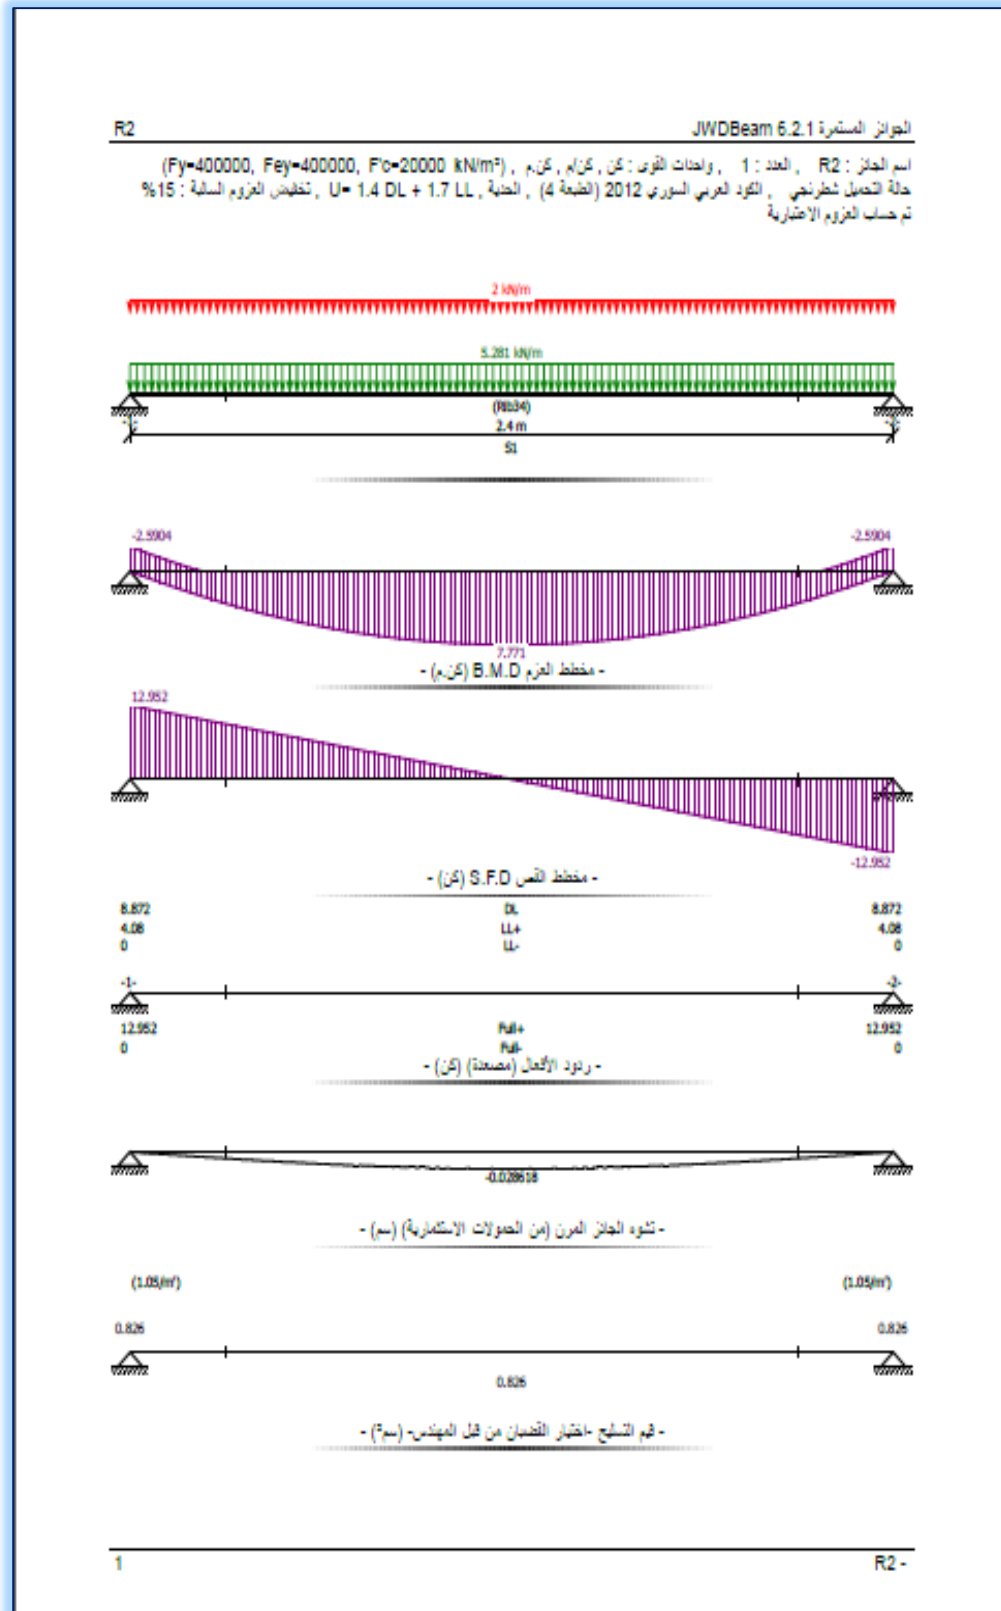 R2
الجوائز المستمرة JWDBeam 6.2.1
اسم الجائز : R2 , العدد : 1 , واحدات القوى : كن , كن/م , كن.م , (Fy=400000, Fey=400000, F'c=20000 kN/m²)
حالة التحميل شطرنجي , الكود العربي السوري 2012 (الطبعة 4) , الحدية , U= 1.4 DL + 1.7 LL , تخفيض العزوم السالبة : 15%
تم حساب العزوم الاعتبارية
2 kN/m
5.281 kN/m
(Rib34)
2.4 m
S1
-2.5904 -2.5904
7.771
- مخطط العزم B.M.D (كن.م) -
12.952
-12.952
- مخطط القص S.F.D (كن) -
8.872 DL 8.872
4.08 LL+ 4.08
0 LL- 0
-1- -2-
12.952 Full+ 12.952
0 Full- 0
- ردود الأفعال (مصعدة) (كن) -
-0.028618
- تشوه الجائز المرن (من الحمولات الاستثمارية) (سم) -
(1.05/m') (1.05/m')
0.826 0.826
0.826
- قيم التسليح -اختيار القضبان من قبل المهندس- (سم²) -
1
R2 -